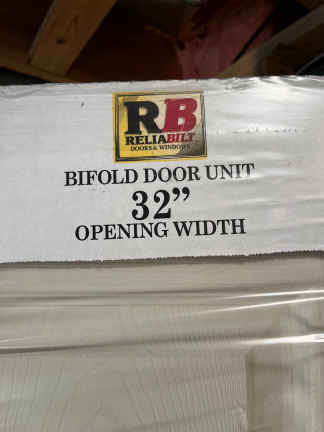 RB
RELIABILT
DOORS & WINDOWS
BIFOLD DOOR UNIT
32”
OPENING WIDTH